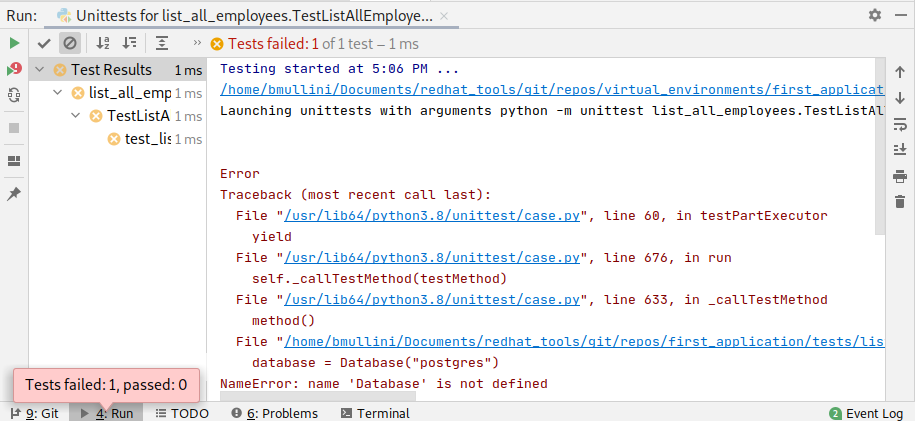 Run: Unittests for list_all_employees.TestListAllEmploye...
Tests failed: 1 of 1 test – 1 ms
Test Results 1 ms
list_all_emp 1 ms
TestListA 1 ms
test_lis 1 ms
Testing started at 5:06 PM ...
/home/bmullini/Documents/redhat_tools/git/repos/virtual_environments/first_applicat
Launching unittests with arguments python -m unittest list_all_employees.TestListAl
Error
Traceback (most recent call last):
File "/usr/lib64/python3.8/unittest/case.py", line 60, in testPartExecutor
yield
File "/usr/lib64/python3.8/unittest/case.py", line 676, in run
self._callTestMethod(testMethod)
File "/usr/lib64/python3.8/unittest/case.py", line 633, in _callTestMethod
method()
File "/home/bmullini/Documents/redhat_tools/git/repos/first_application/tests/lis
database = Database("postgres")
NameError: name 'Database' is not defined
Tests failed: 1, passed: 0
9: Git 4: Run TODO 6: Problems Terminal 2 Event Log